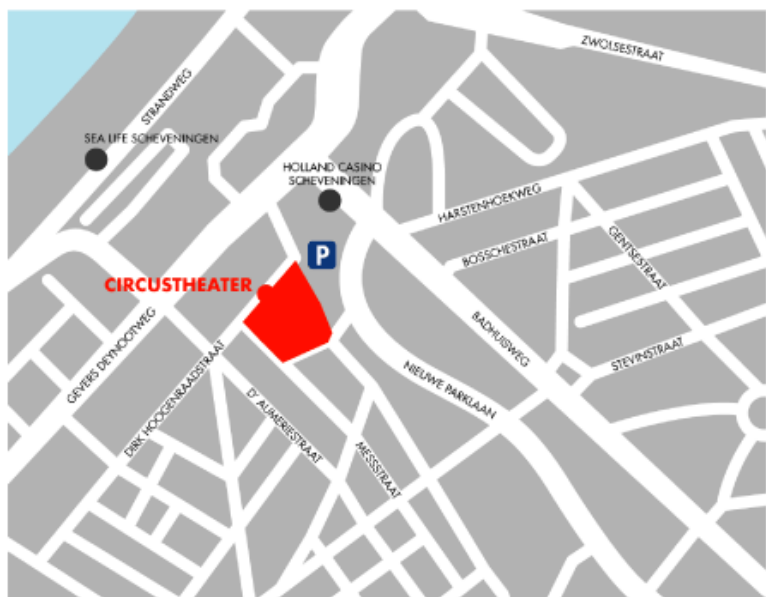 ZWOLSESTRAAT
STRANDWEG
SEA LIFE SCHEVENINGEN
HOLLAND CASINO
SCHEVENINGEN
HARSTENHOEKWEG
BOSSCHESTRAAT
GENTSESTRAAT
P
CIRCUSTHEATER
GEVERS DEYNOOTWEG
BADHUISWEG
STEVINSTRAAT
DIRK HOOGENRAADSTRAAT
NIEUWE PARKLAAN
D' AUMERIESTRAAT
MESSSTRAAT